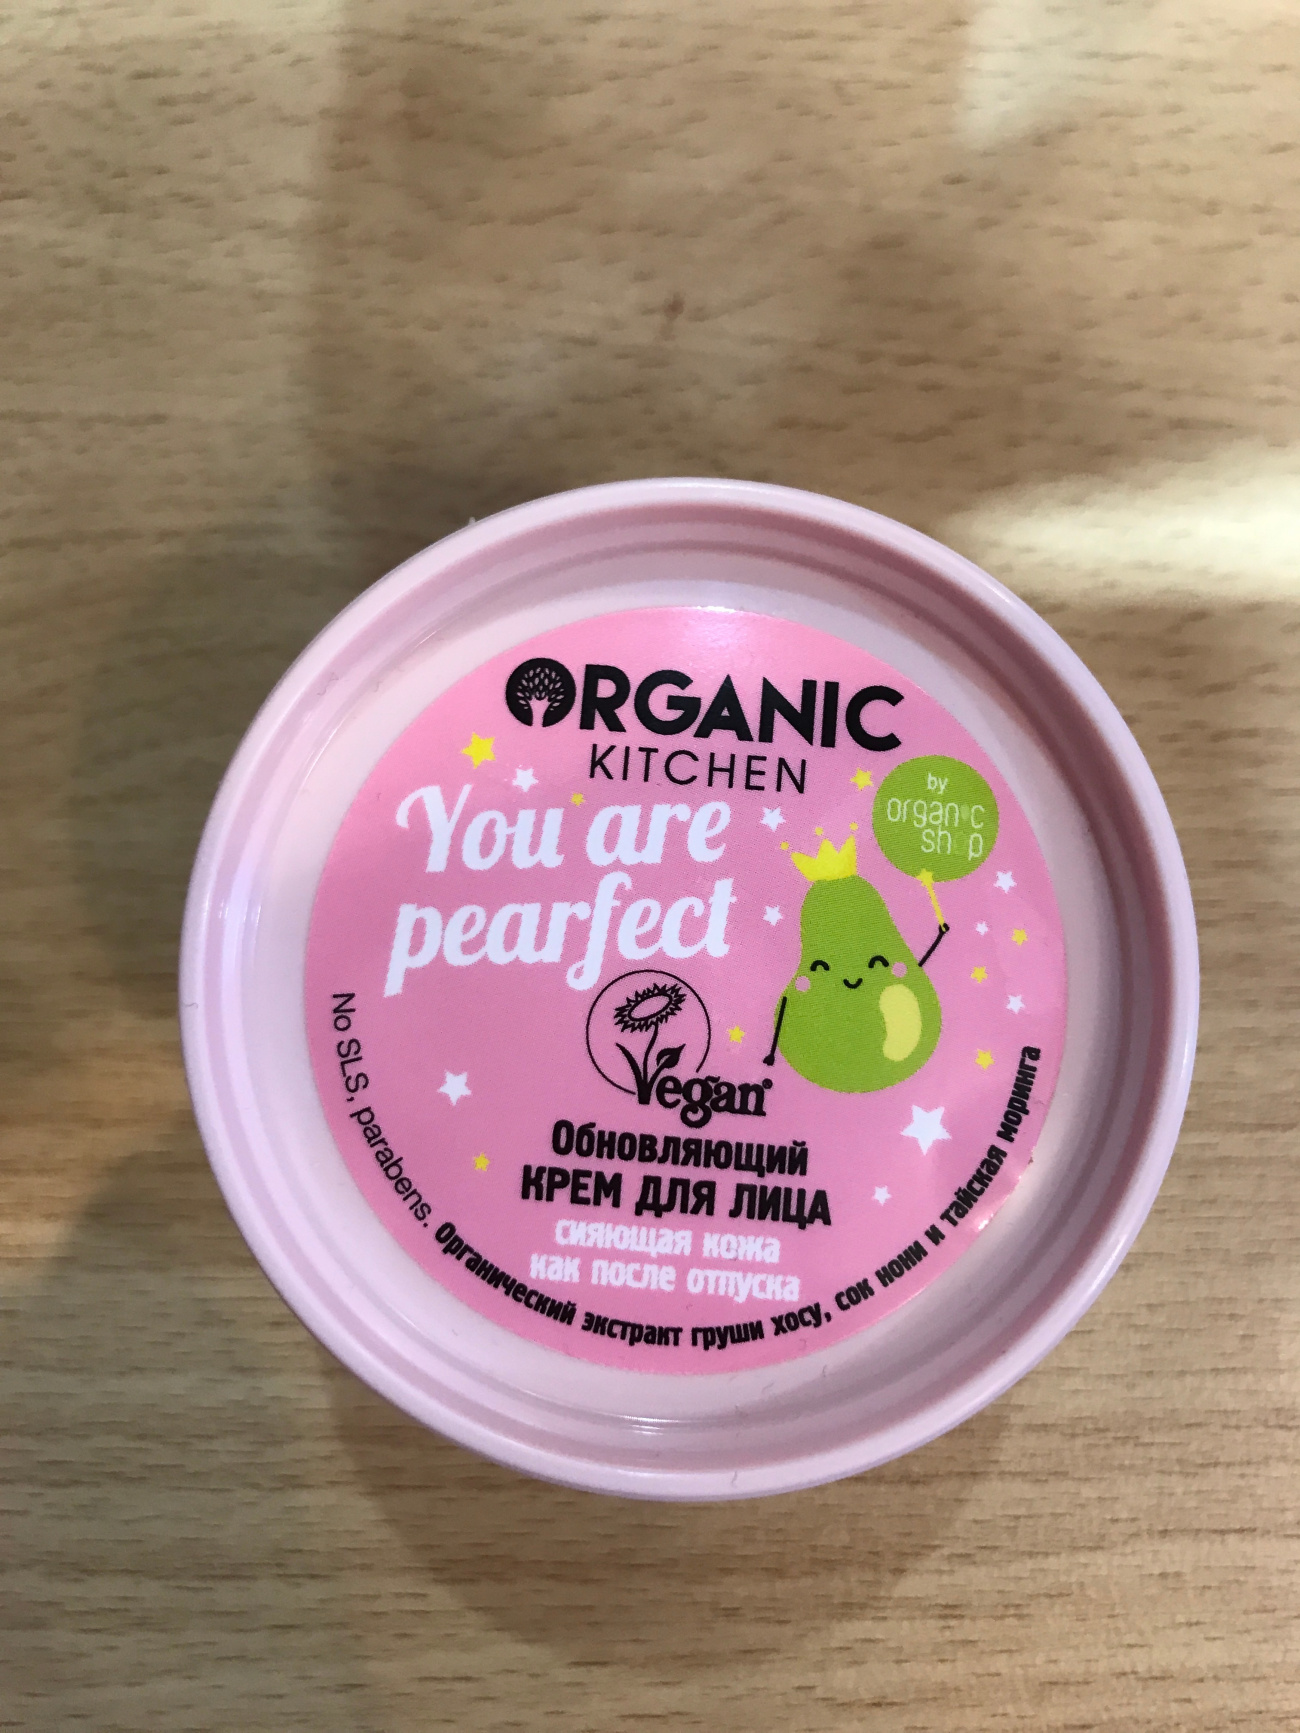 ORGANIC
KITCHEN
by
organic
shop
You are
pearfect
Vegan
Обновляющий
КРЕМ ДЛЯ ЛИЦА
сияющая кожа
как после отпуска
No SLS, parabens. Органический экстракт груши хосу, сок нони и тайская моринга